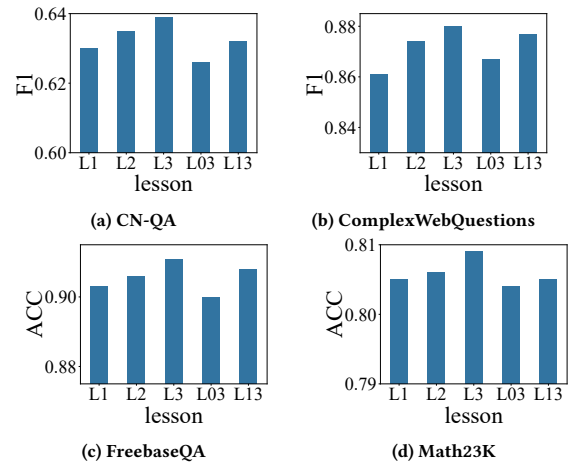 0.64
0.62
0.60
F1
L1 L2 L3 L03 L13
lesson
(a) CN-QA
0.88
0.86
0.84
F1
L1 L2 L3 L03 L13
lesson
(b) ComplexWebQuestions
0.90
0.88
ACC
L1 L2 L3 L03 L13
lesson
(c) FreebaseQA
0.81
0.80
0.79
ACC
L1 L2 L3 L03 L13
lesson
(d) Math23K